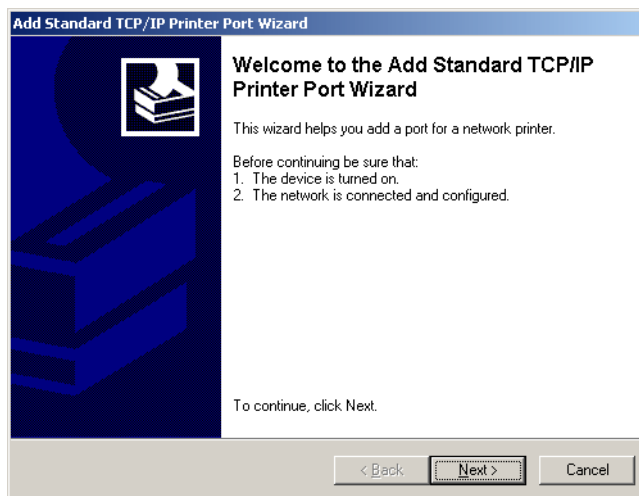 Add Standard TCP/IP Printer Port Wizard
Welcome to the Add Standard TCP/IP
Printer Port Wizard
This wizard helps you add a port for a network printer.
Before continuing be sure that:
1. The device is turned on.
2. The network is connected and configured.
To continue, click Next.
< Back
Next >
Cancel